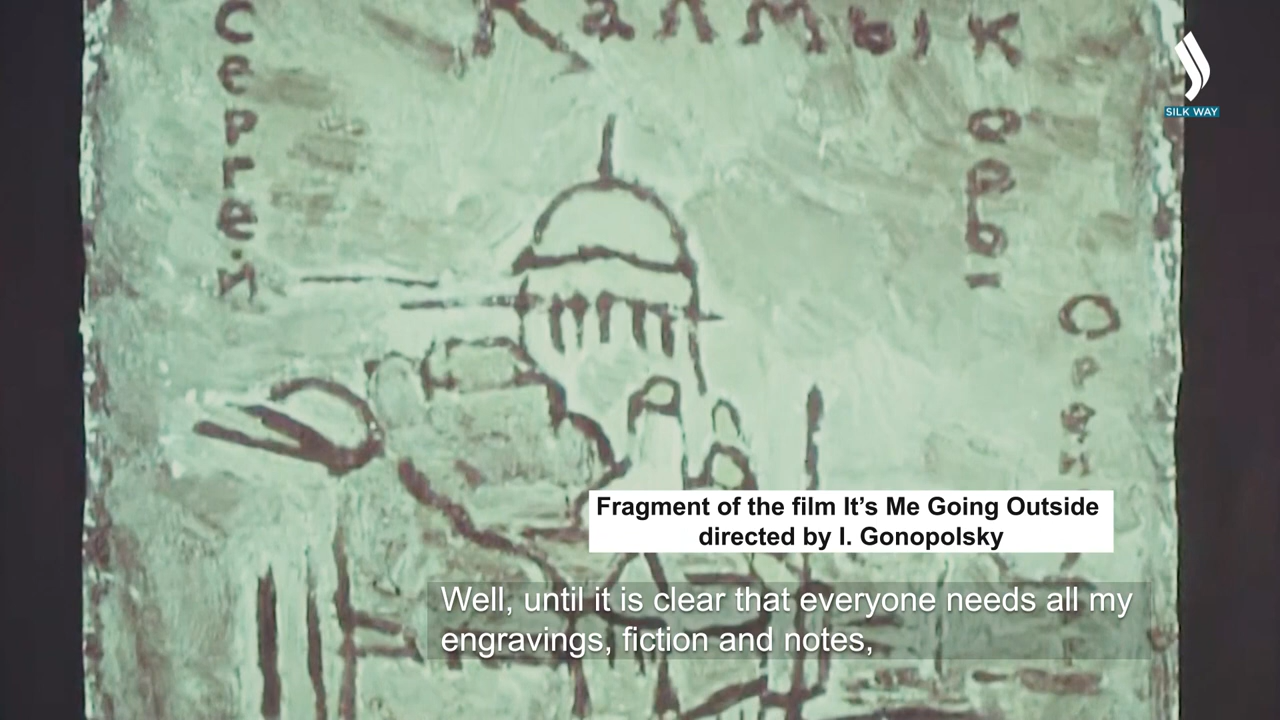 Сергей
Калмык
Орен
SILK WAY
Fragment of the film It's Me Going Outside
directed by I. Gonopolsky
Well, until it is clear that everyone needs all my
engravings, fiction and notes,